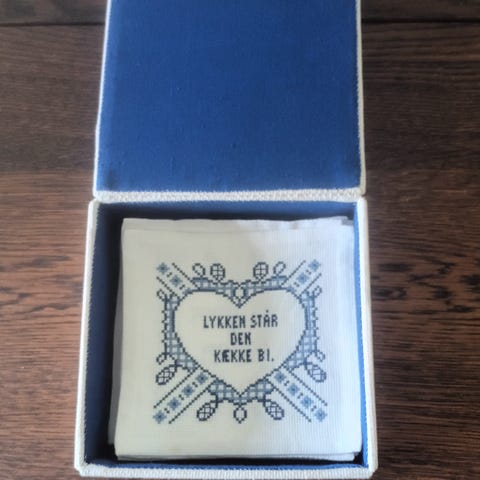 LYKKEN STÅR
DEN
KÆKKE BI.